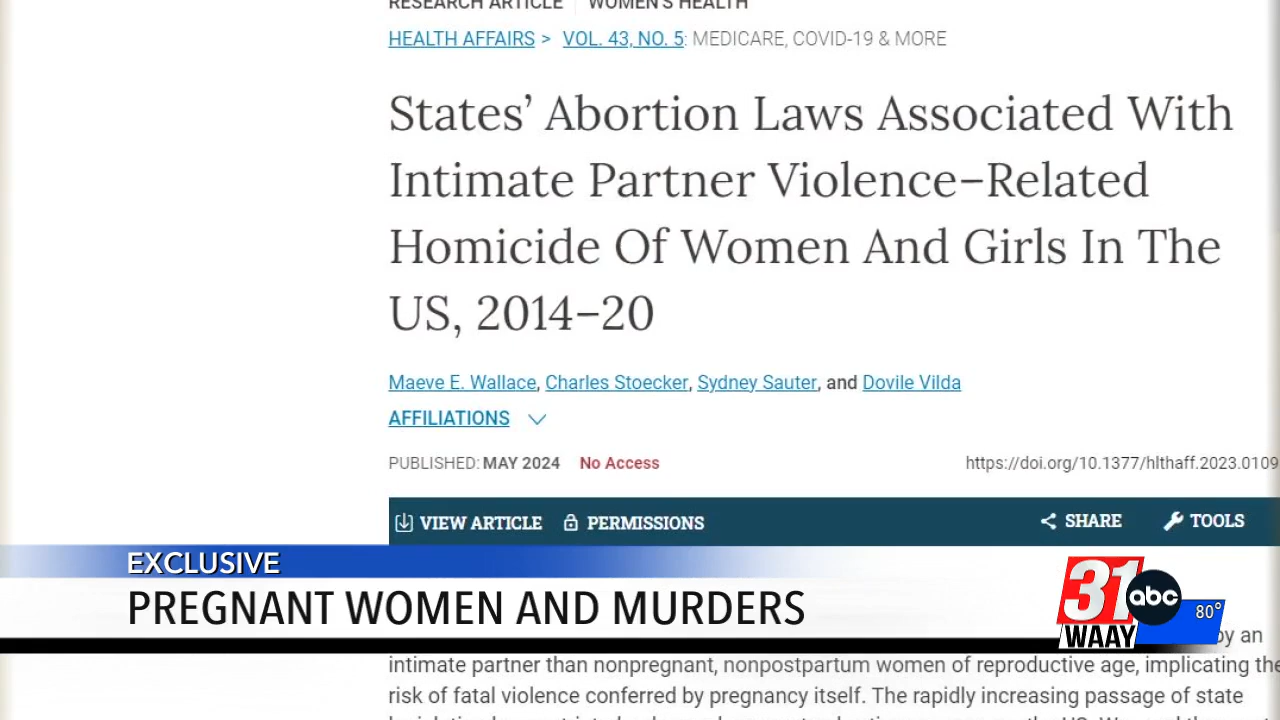 RESEARCH ARTICLE WOMEN'S HEALTH
HEALTH AFFAIRS > VOL. 43, NO. 5: MEDICARE, COVID-19 & MORE
States’ Abortion Laws Associated With
Intimate Partner Violence–Related
Homicide Of Women And Girls In The
US, 2014–20
Maeve E. Wallace, Charles Stoecker, Sydney Sauter, and Dovile Vilda
AFFILIATIONS
PUBLISHED: MAY 2024 No Access https://doi.org/10.1377/hlthaff.2023.0109
VIEW ARTICLE PERMISSIONS SHARE TOOLS
EXCLUSIVE
PREGNANT WOMEN AND MURDERS
31 abc 80°
WAAY
by an
intimate partner than nonpregnant, nonpostpartum women of reproductive age, implicating the
risk of fatal violence conferred by pregnancy itself. The rapidly increasing passage of state